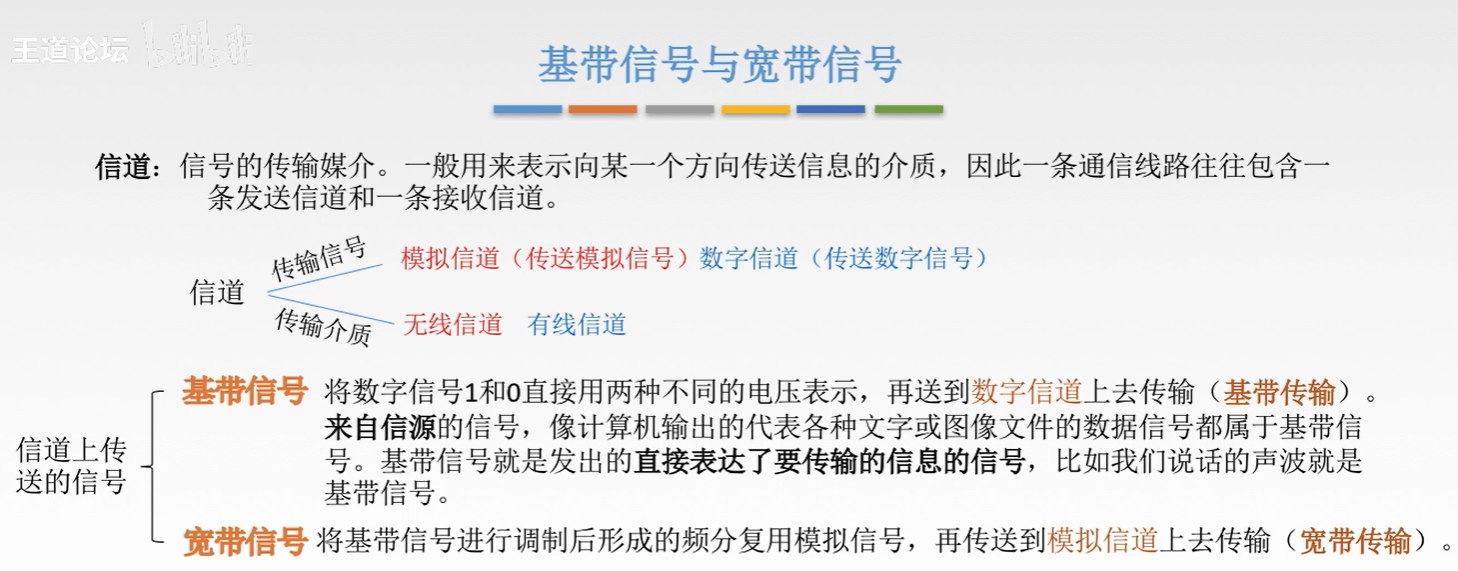 王道论坛 bilibili
基带信号与宽带信号
信道：信号的传输媒介。一般用来表示向某一个方向传送信息的介质，因此一条通信线路往往包含一
条发送信道和一条接收信道。
传输信号
模拟信道（传送模拟信号）数字信道（传送数字信号）
信道
传输介质
无线信道 有线信道
基带信号 将数字信号1和0直接用两种不同的电压表示，再送到数字信道上去传输（基带传输）。
来自信源的信号，像计算机输出的代表各种文字或图像文件的数据信号都属于基带信
号。基带信号就是发出的直接表达了要传输的信息的信号，比如我们说话的声波就是
基带信号。
信道上传
送的信号
宽带信号 将基带信号进行调制后形成的频分复用模拟信号，再传送到模拟信道上去传输（宽带传输）。